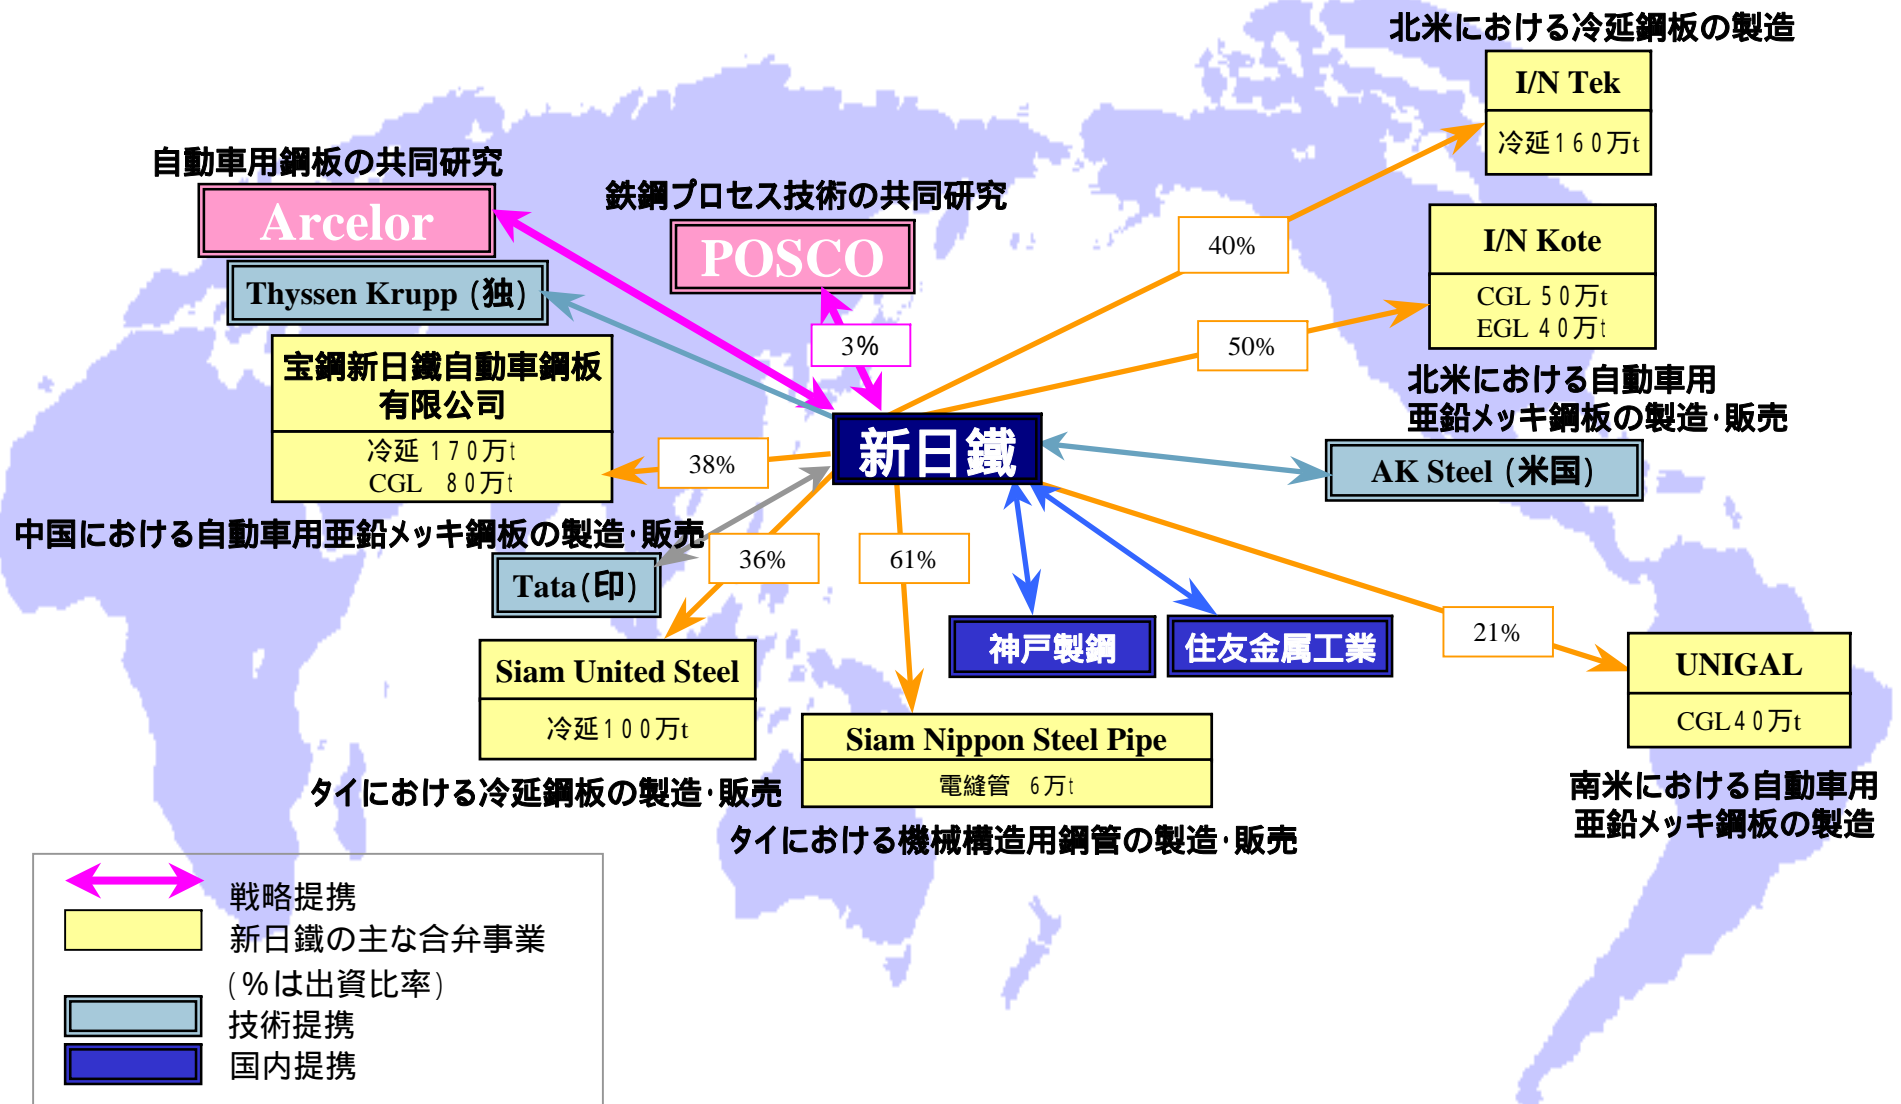 北米における冷延鋼板の製造
I/N Tek
冷延160万t
自動車用鋼板の共同研究
Arcelor
鉄鋼プロセス技術の共同研究
POSCO
Thyssen Krupp (独)
40%
I/N Kote
CGL 50万t
EGL 40万t
3%
50%
宝鋼新日鐵自動車鋼板
有限公司
冷延 170万t
CGL 80万t
北米における自動車用
亜鉛メッキ鋼板の製造・販売
新日鐵
38%
AK Steel (米国)
中国における自動車用亜鉛メッキ鋼板の製造・販売
36%
61%
Tata(印)
神戸製鋼
住友金属工業
21%
Siam United Steel
冷延100万t
UNIGAL
CGL40万t
Siam Nippon Steel Pipe
電縫管 6万t
タイにおける冷延鋼板の製造・販売
南米における自動車用
亜鉛メッキ鋼板の製造
タイにおける機械構造用鋼管の製造・販売
戦略提携
新日鐵の主な合弁事業
(%は出資比率)
技術提携
国内提携